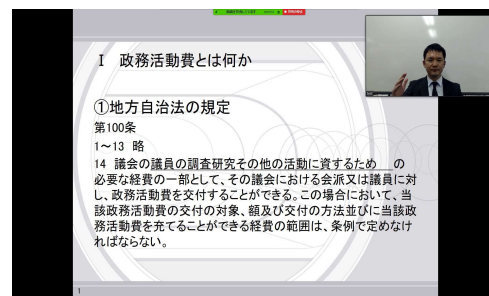 Ⅰ　政務活動費とは何か
①地方自治法の規定
第100条
1～13　略
14　議会の議員の調査研究その他の活動に資するため　の
必要な経費の一部として、その議会における会派又は議員に対
し、政務活動費を交付することができる。この場合において、当
該政務活動費の交付の対象、額及び交付の方法並びに当該政
務活動費を充てることができる経費の範囲は、条例で定めなけ
ればならない。
1